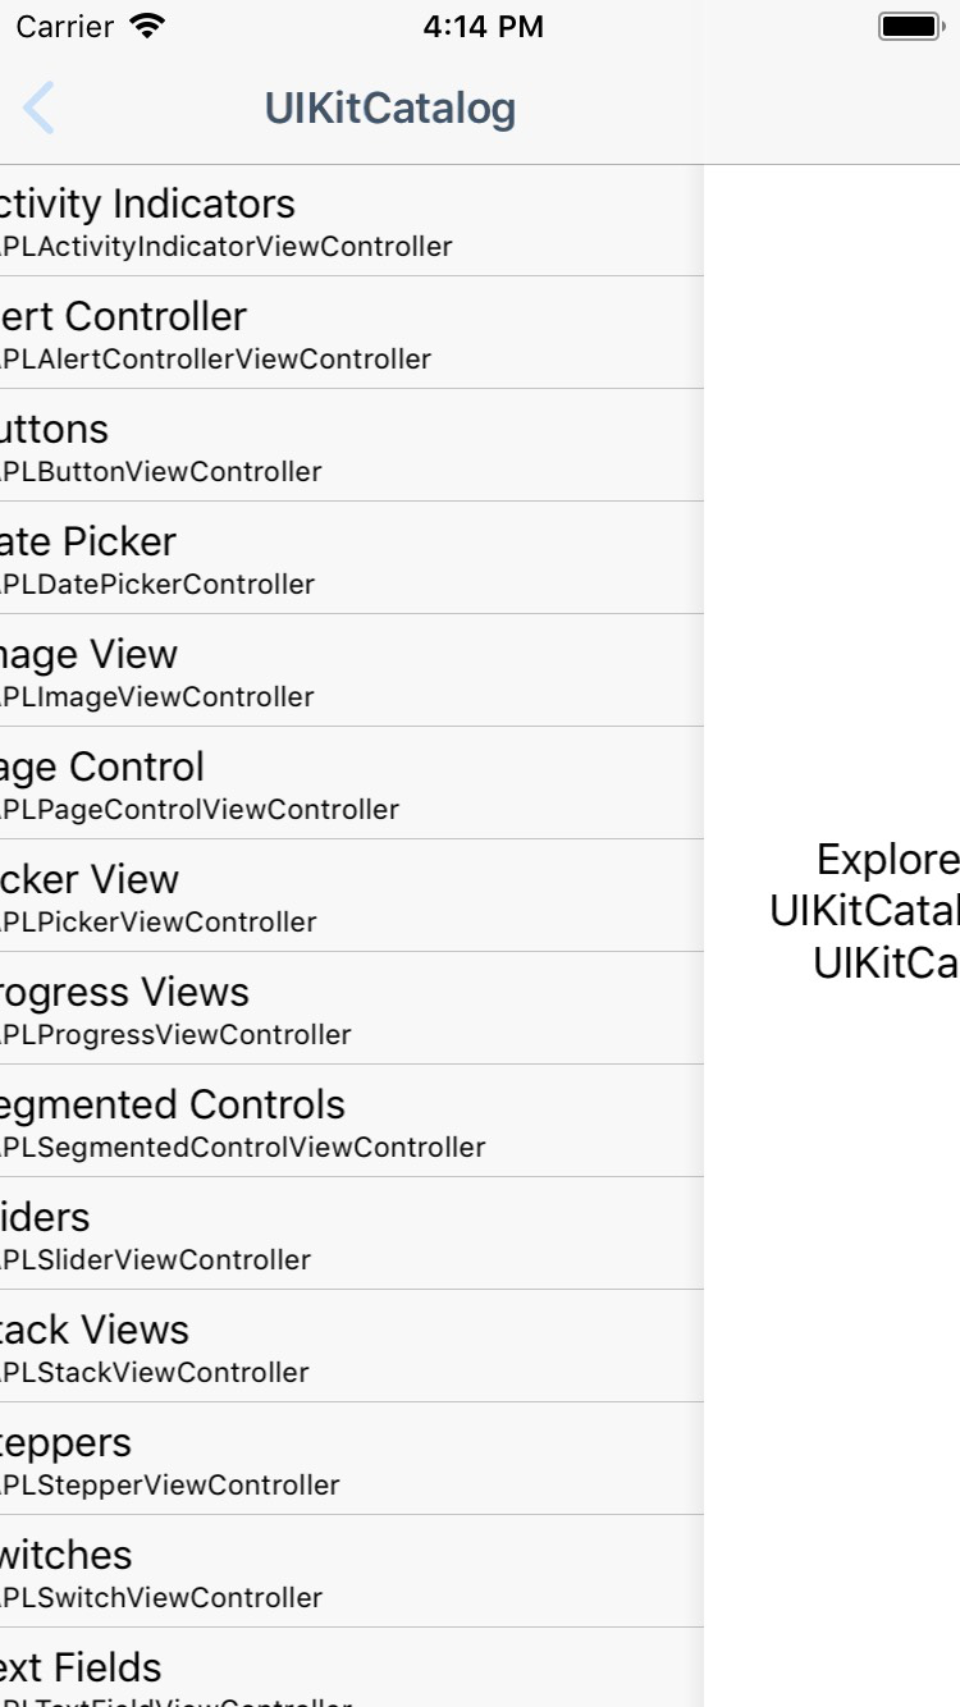 Carrier
4:14 PM
UIKitCatalog
ctivity Indicators
PLActivityIndicatorViewController
ert Controller
PLAlertControllerViewController
uttons
PLButtonViewController
ate Picker
PLDatePickerController
nage View
PLImageViewController
age Control
PLPageControlViewController
cker View
PLPickerViewController
rogress Views
PLProgressViewController
egmented Controls
PLSegmentedControlViewController
iders
PLSliderViewController
tack Views
PLStackViewController
teppers
PLStepperViewController
witches
PLSwitchViewController
ext Fields
PLTextFieldViewController
Explore
UIKitCatal
UIKitCa